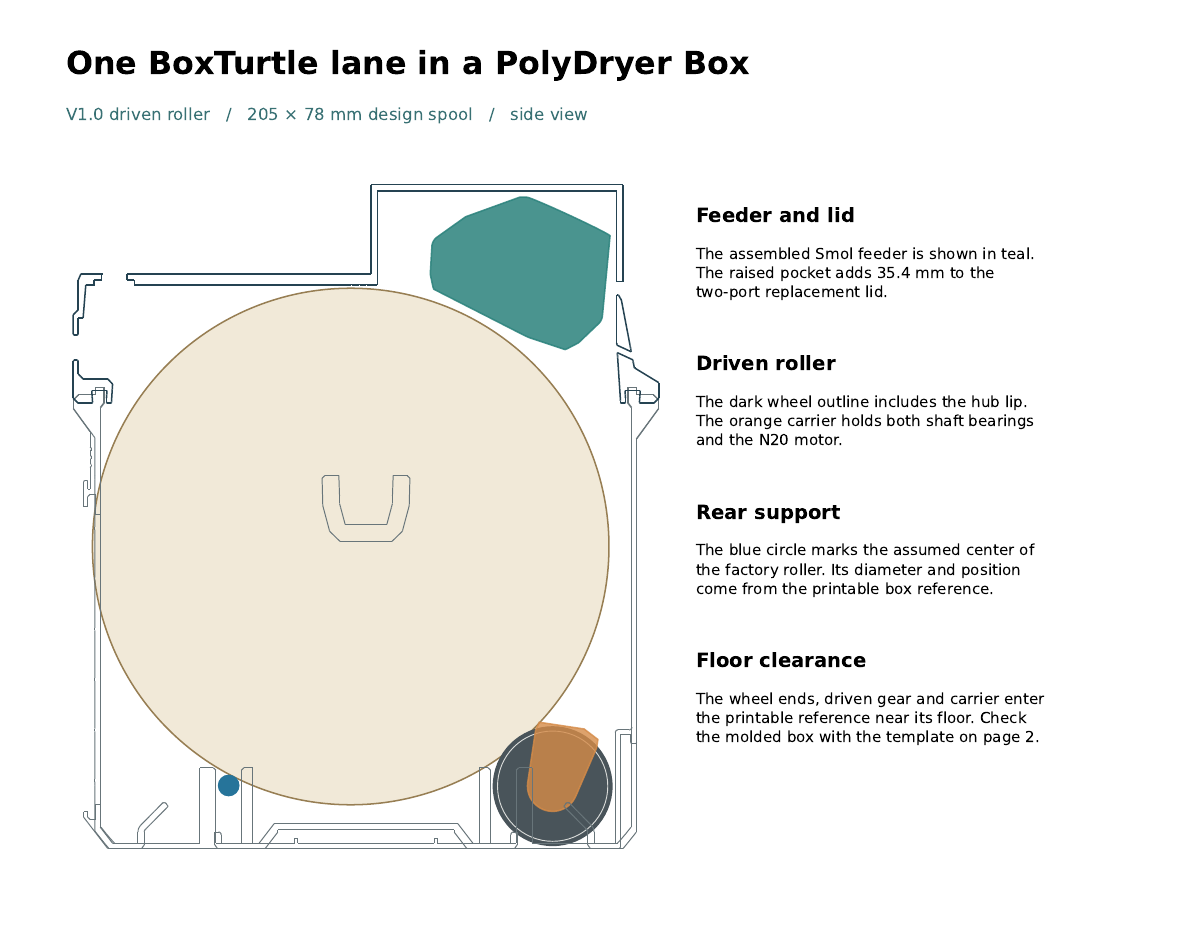 One BoxTurtle lane in a PolyDryer Box
V1.0 driven roller / 205 × 78 mm design spool / side view
Feeder and lid
The assembled Smol feeder is shown in teal.
The raised pocket adds 35.4 mm to the
two-port replacement lid.
Driven roller
The dark wheel outline includes the hub lip.
The orange carrier holds both shaft bearings
and the N20 motor.
Rear support
The blue circle marks the assumed center of
the factory roller. Its diameter and position
come from the printable box reference.
Floor clearance
The wheel ends, driven gear and carrier enter
the printable reference near its floor. Check
the molded box with the template on page 2.